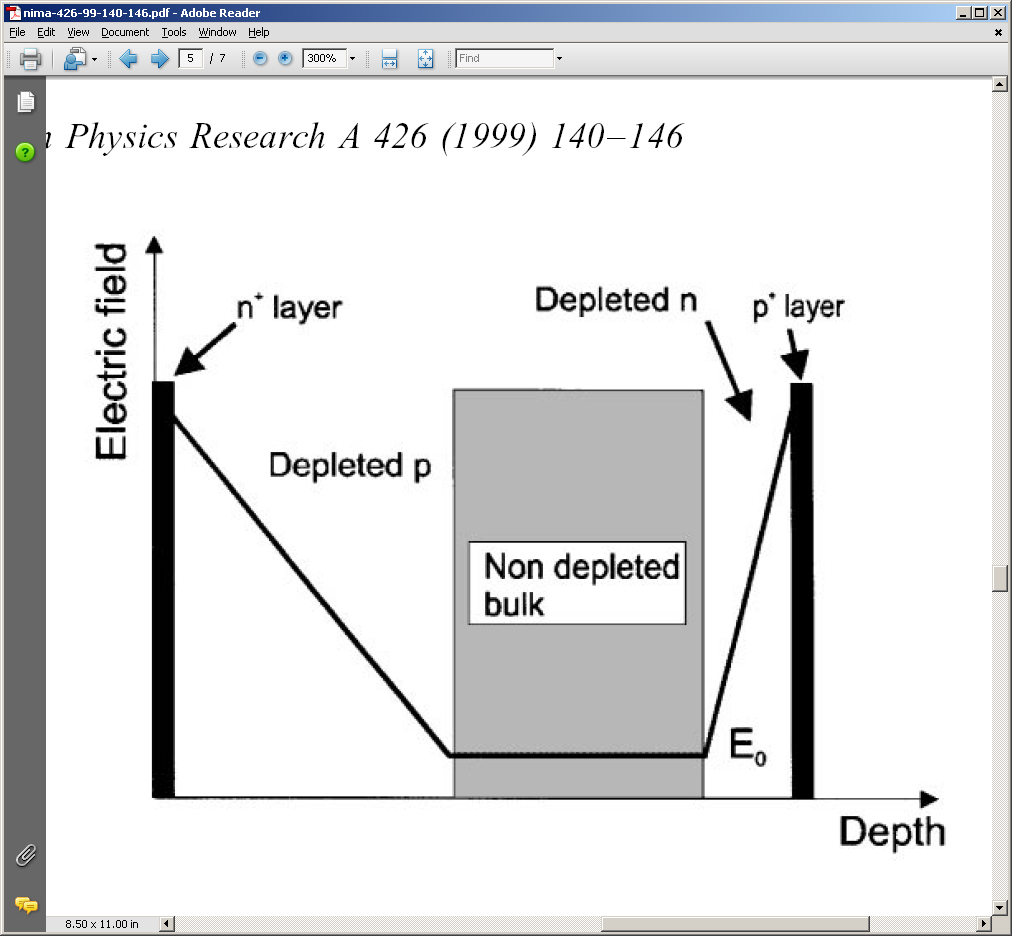 nima-426-99-140-146.pdf - Adobe Reader
File Edit View Document Tools Window Help
5 / 7 300% Find
Physics Research A 426 (1999) 140–146
Electric field
n⁺ layer
Depleted n
p⁺ layer
Depleted p
Non depleted
bulk
E₀
Depth
8.50 x 11.00 in